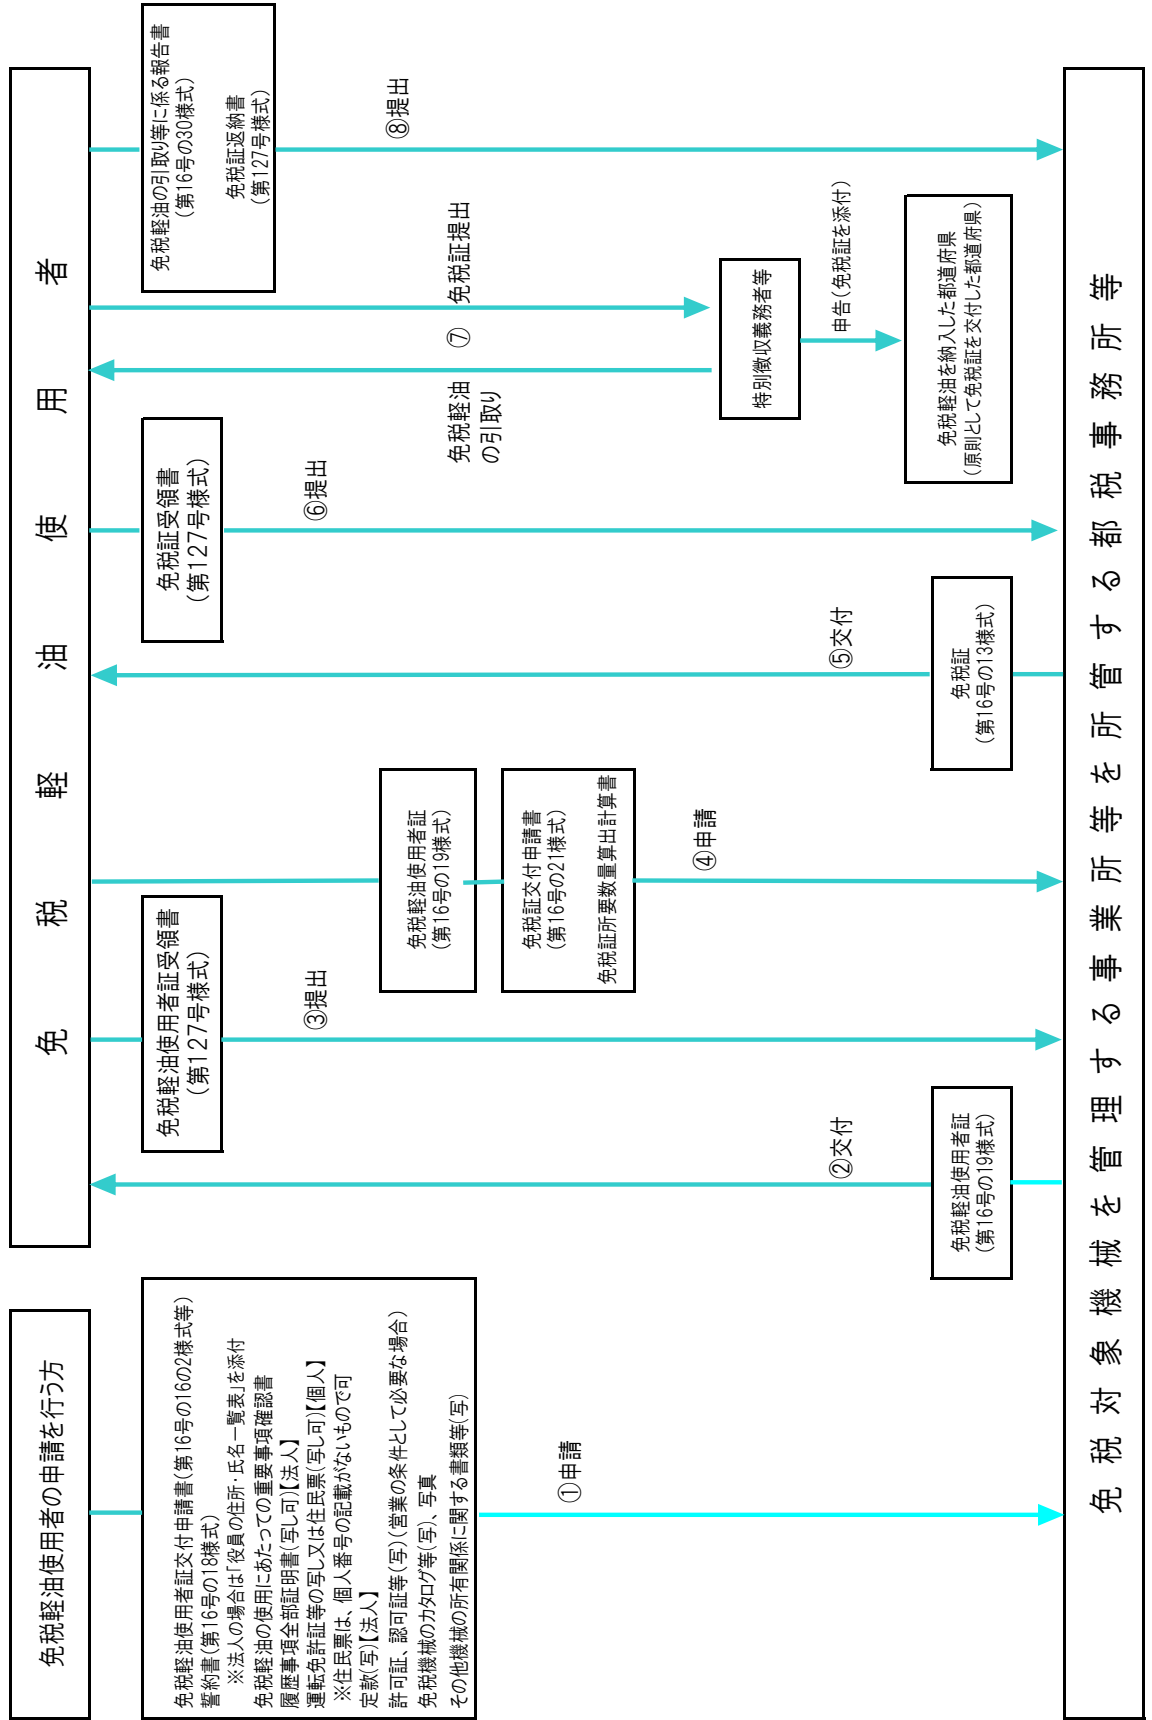 免税軽油使用者の申請を行う方
免税軽油使用者
免税軽油使用者証交付申請書(第16号の16の2様式等)
誓約書(第16号の18様式)
※法人の場合は「役員の住所・氏名一覧表」を添付
免税軽油の使用にあたっての重要事項確認書
履歴事項全部証明書(写し可)【法人】
運転免許証等の写し又は住民票(写し可)【個人】
※住民票は、個人番号の記載がないもので可
定款(写)【法人】
許可証、認可証等(写)(営業の条件として必要な場合)
免税機械のカタログ等(写)、写真
その他機械の所有関係に関する書類等(写)
①申請
免税軽油使用者証
(第16号の19様式)
②交付
免税軽油使用者証受領書
(第127号様式)
③提出
免税軽油使用者証
(第16号の19様式)
免税証交付申請書
(第16号の21様式)
免税証所要数量算出計算書
④申請
免税証
(第16号の13様式)
⑤交付
免税証受領書
(第127号様式)
⑥提出
免税軽油
の引取り
⑦
免税証提出
特別徴収義務者等
申告(免税証を添付)
免税軽油を納入した都道府県
(原則として免税証を交付した都道府県)
免税軽油の引取り等に係る報告書
(第16号の30様式)
免税証返納書
(第127号様式)
⑧提出
免税対象機械を管理する事業所等を所管する都税事務所等